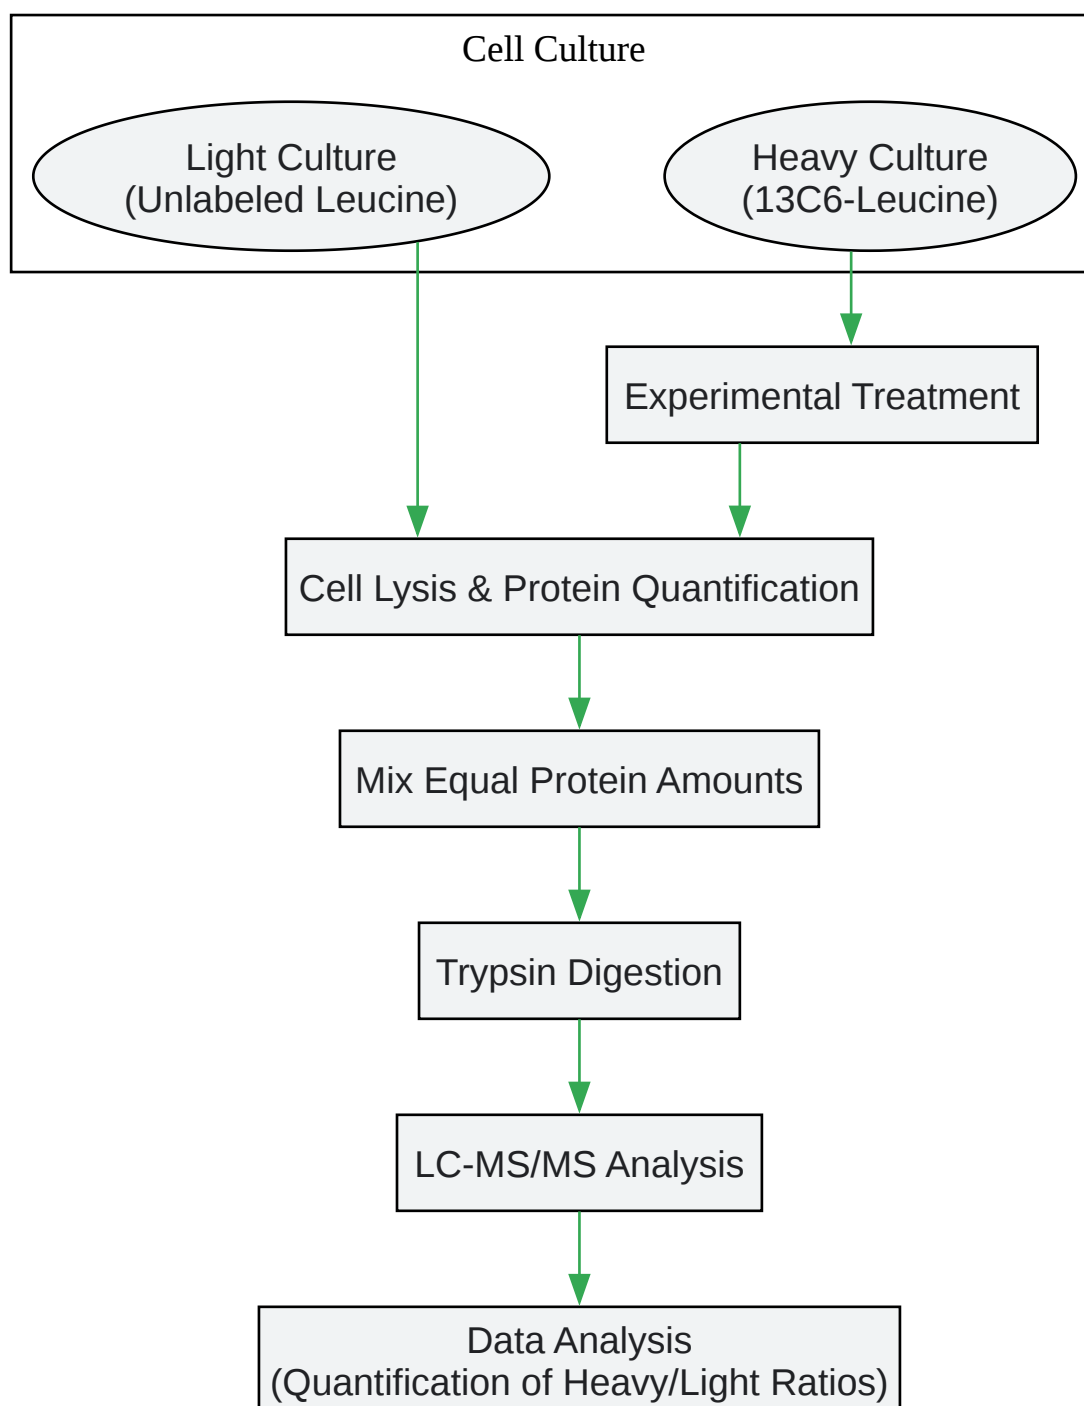 Cell Culture
Light Culture
(Unlabeled Leucine)
Heavy Culture
(13C6-Leucine)
Experimental Treatment
Cell Lysis & Protein Quantification
Mix Equal Protein Amounts
Trypsin Digestion
LC-MS/MS Analysis
Data Analysis
(Quantification of Heavy/Light Ratios)